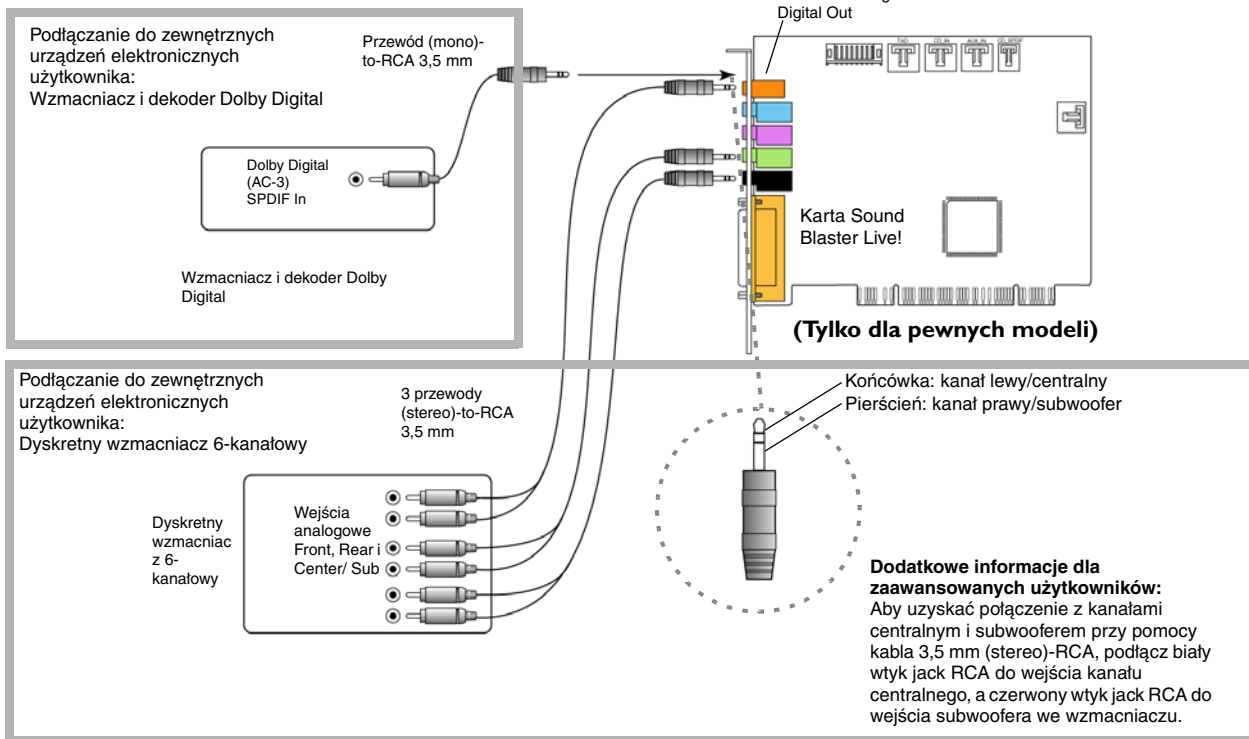 Digital Out
Podłączanie do zewnętrznych
urządzeń elektronicznych
użytkownika:
Wzmacniacz i dekoder Dolby Digital
Przewód (mono)-
to-RCA 3,5 mm
TAD
CD_IN
AUX_IN
CD_SPDIF
Dolby Digital
(AC-3)
SPDIF In
Wzmacniacz i dekoder Dolby
Digital
Karta Sound
Blaster Live!
(Tylko dla pewnych modeli)
Podłączanie do zewnętrznych
urządzeń elektronicznych
użytkownika:
Dyskretny wzmacniacz 6-kanałowy
3 przewody
(stereo)-to-RCA
3,5 mm
Końcówka: kanał lewy/centralny
Pierścień: kanał prawy/subwoofer
Dyskretny
wzmacniac
z 6-
kanałowy
Wejścia
analogowe
Front, Rear i
Center/ Sub
Dodatkowe informacje dla
zaawansowanych użytkowników:
Aby uzyskać połączenie z kanałami
centralnym i subwooferem przy pomocy
kabla 3,5 mm (stereo)-RCA, podłącz biały
wtyk jack RCA do wejścia kanału
centralnego, a czerwony wtyk jack RCA do
wejścia subwoofera we wzmacniaczu.